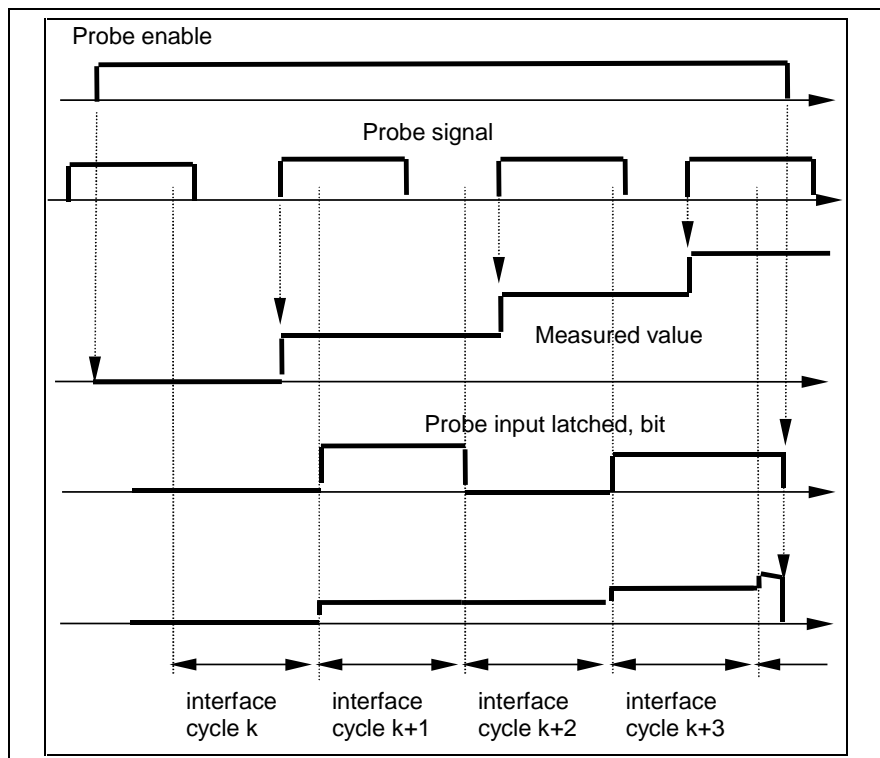 Probe enable
Probe signal
Measured value
Probe input latched, bit
interface
cycle k
interface
cycle k+1
interface
cycle k+2
interface
cycle k+3